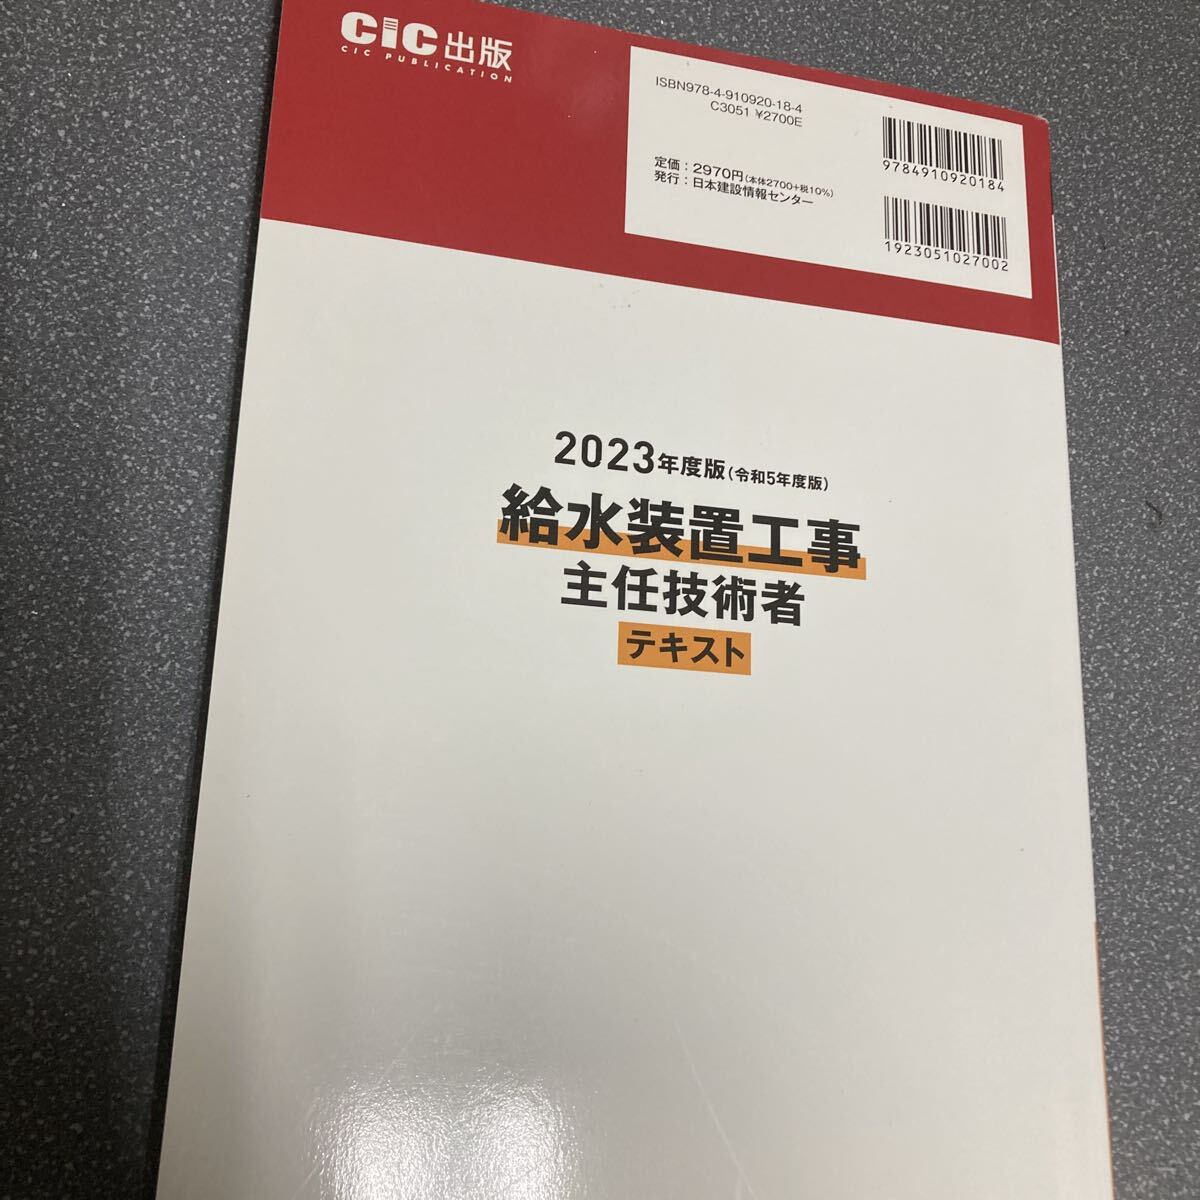 CIC出版
CIC PUBLICATION
ISBN978-4-910920-18-4
C3051 ¥2700E
定価：2970円(本体2700+税10%)
発行：日本建設情報センター
9784910920184
1923051027002
2023年度版(令和5年度版)
給水装置工事
主任技術者
テキスト